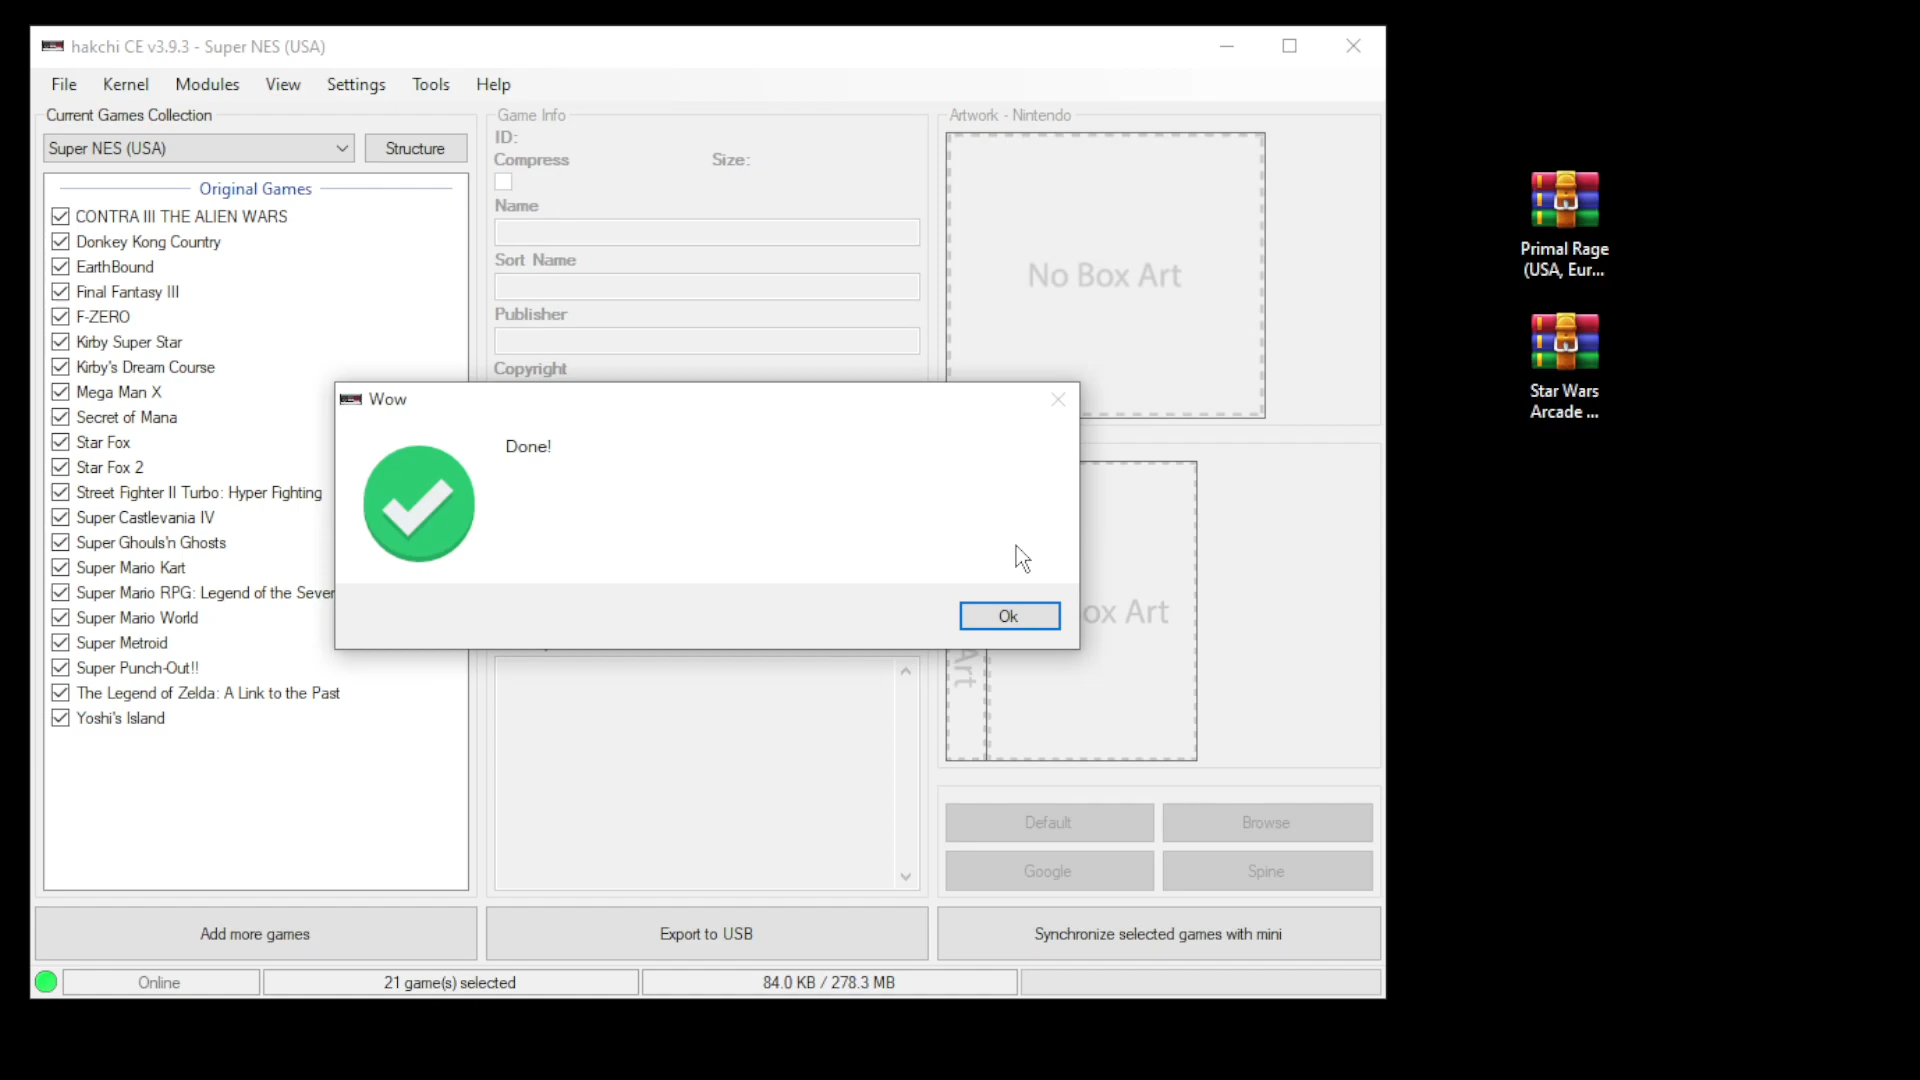 hakchi CE v3.9.3 - Super NES (USA)
File Kernel Modules View Settings Tools Help
Current Games Collection
Super NES (USA)
Structure
Original Games
CONTRA III THE ALIEN WARS
Donkey Kong Country
EarthBound
Final Fantasy III
F-ZERO
Kirby Super Star
Kirby's Dream Course
Mega Man X
Secret of Mana
Star Fox
Star Fox 2
Street Fighter II Turbo: Hyper Fighting
Super Castlevania IV
Super Ghouls'n Ghosts
Super Mario Kart
Super Mario RPG: Legend of the Sever
Super Mario World
Super Metroid
Super Punch-Out!!
The Legend of Zelda: A Link to the Past
Yoshi's Island
Game Info
ID:
Compress Size:
Name
Sort Name
Publisher
Copyright
Artwork - Nintendo
No Box Art
Wow
Done!
Ok
ox Art
Art
Default
Browse
Google
Spine
Add more games
Export to USB
Synchronize selected games with mini
Online
21 game(s) selected
84.0 KB / 278.3 MB
Primal Rage
(USA, Eur...
Star Wars
Arcade ...